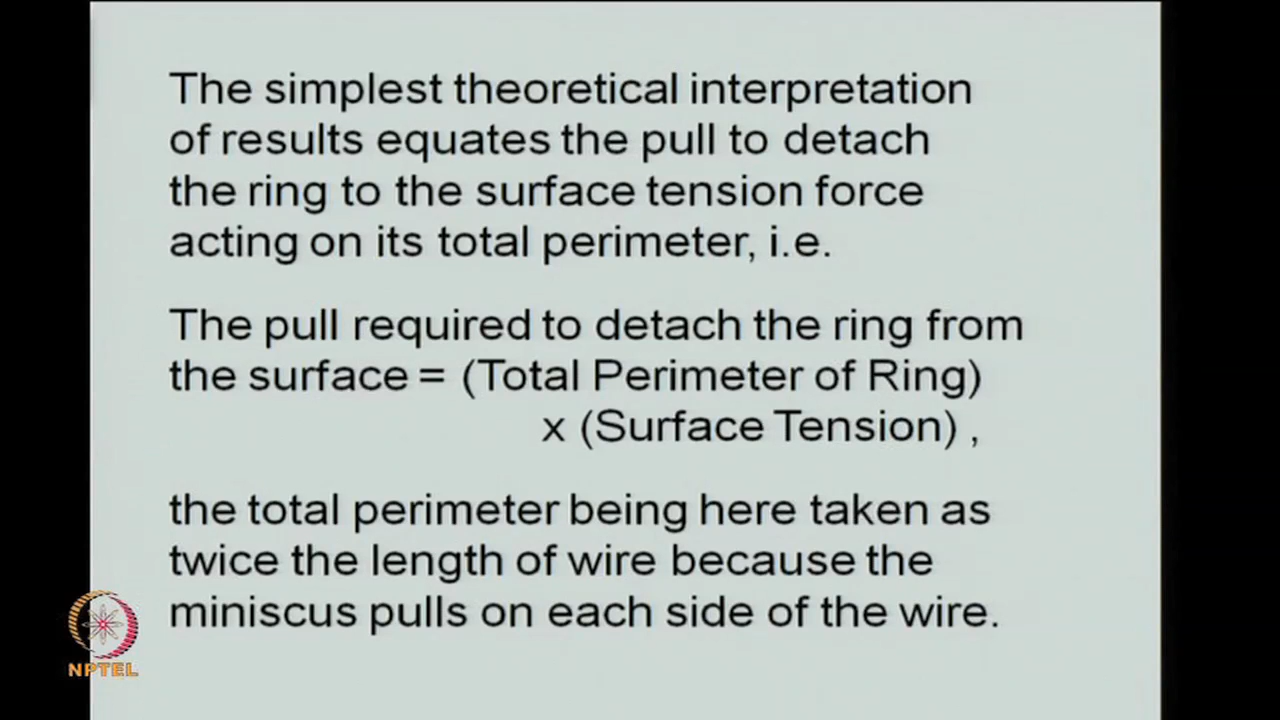 The simplest theoretical interpretation
of results equates the pull to detach
the ring to the surface tension force
acting on its total perimeter, i.e.
The pull required to detach the ring from
the surface = (Total Perimeter of Ring)
x (Surface Tension) ,
the total perimeter being here taken as
twice the length of wire because the
miniscus pulls on each side of the wire.
NPTEL